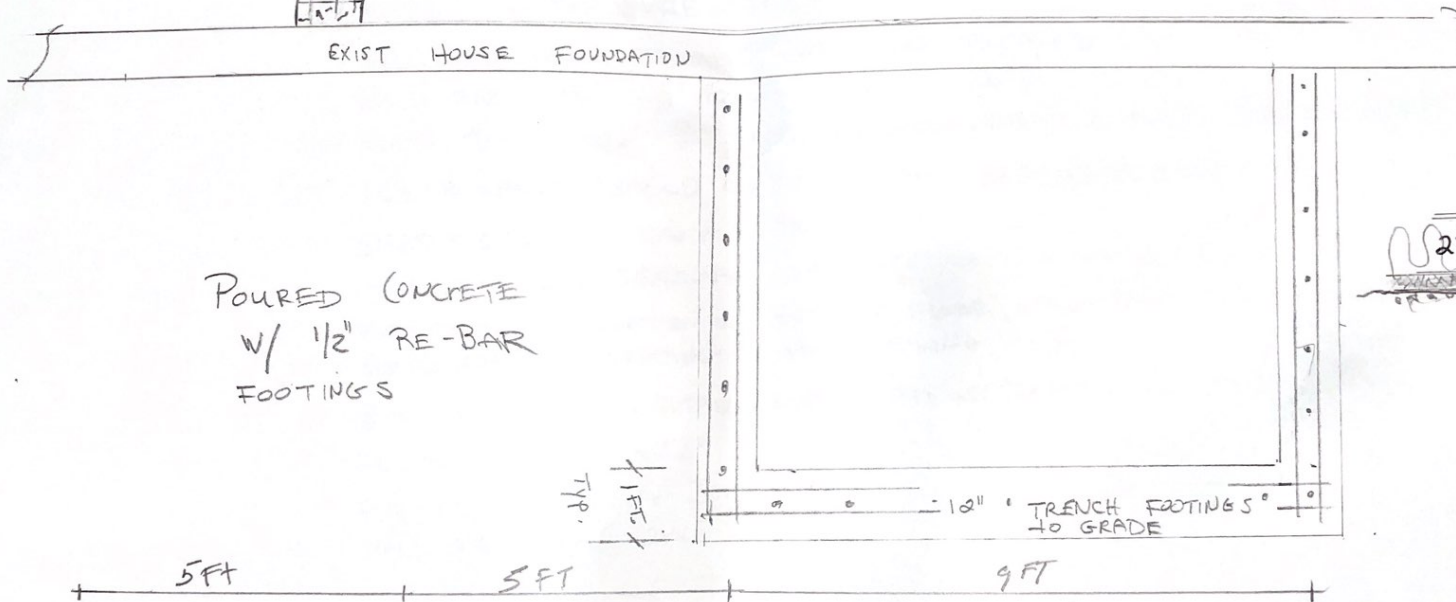 EXIST HOUSE FOUNDATION
POURED CONCRETE
W/ 1/2" RE-BAR
FOOTINGS
1 FT
TYP.
12" "TRENCH FOOTINGS"
TO GRADE
5 FT
5 FT
9 FT
2